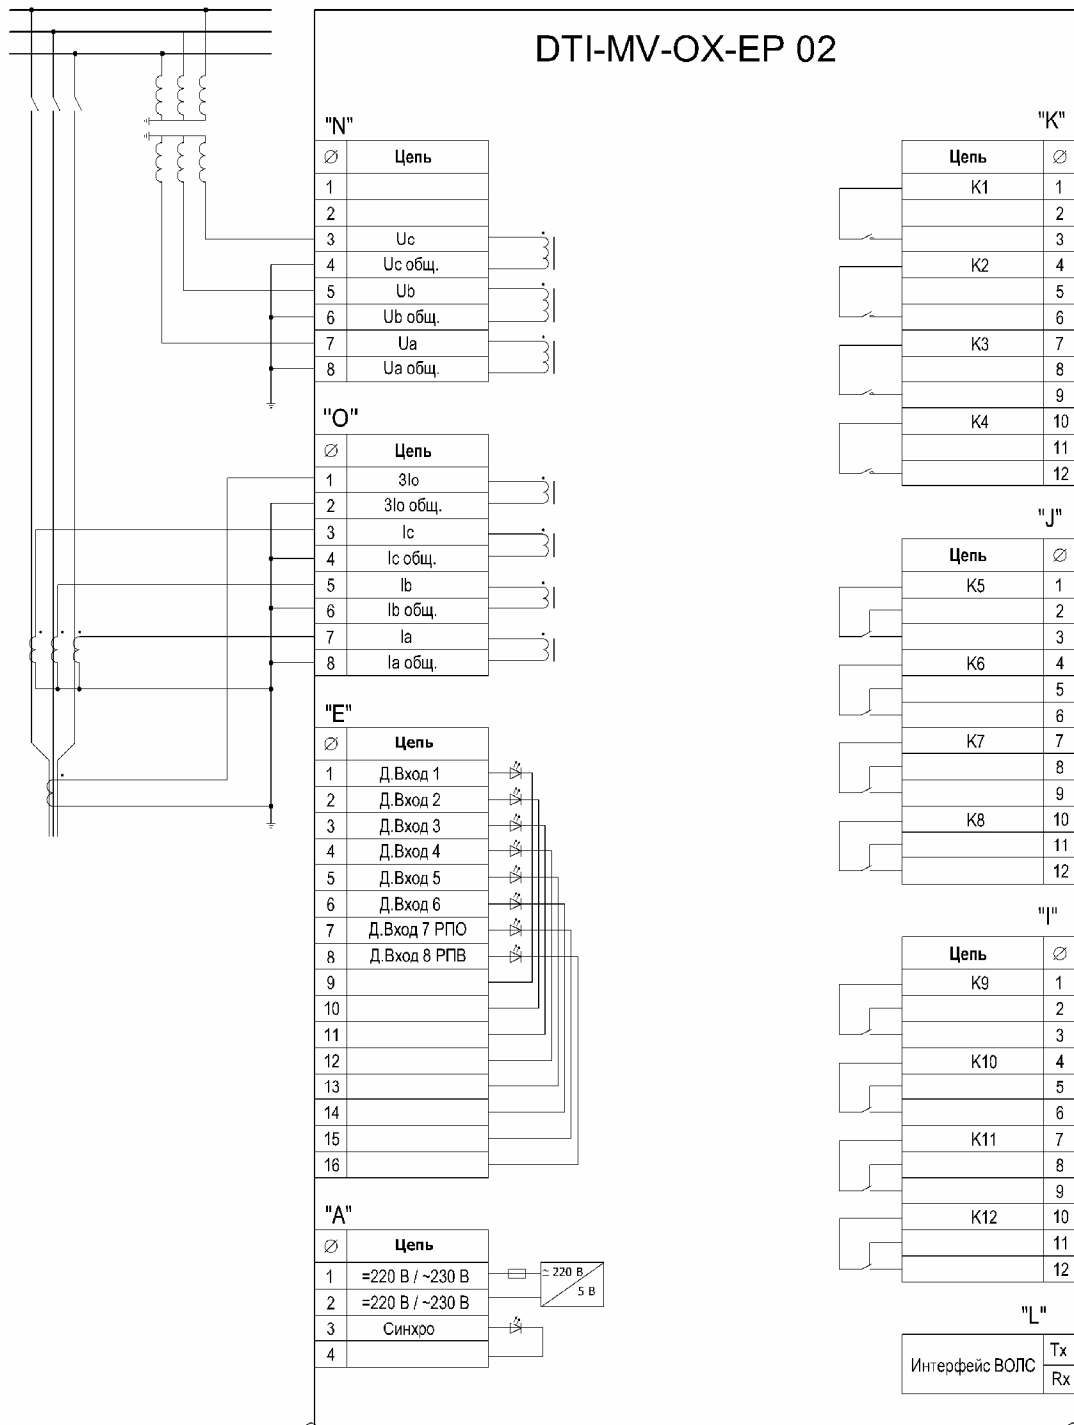 DTI-MV-OX-EP 02
"N"
∅ Цепь
1
2
3 Uc
4 Uc общ.
5 Ub
6 Ub общ.
7 Ua
8 Ua общ.
"O"
∅ Цепь
1 3Io
2 3Io общ.
3 Ic
4 Ic общ.
5 Ib
6 Ib общ.
7 Ia
8 Ia общ.
"E"
∅ Цепь
1 Д.Вход 1
2 Д.Вход 2
3 Д.Вход 3
4 Д.Вход 4
5 Д.Вход 5
6 Д.Вход 6
7 Д.Вход 7 РПО
8 Д.Вход 8 РПВ
9
10
11
12
13
14
15
16
"A"
∅ Цепь
1 =220 В / ~230 В
2 =220 В / ~230 В
3 Синхро
4
≃ 220 В
5 В
"K"
Цепь ∅
K1 1
2
3
K2 4
5
6
K3 7
8
9
K4 10
11
12
"J"
Цепь ∅
K5 1
2
3
K6 4
5
6
K7 7
8
9
K8 10
11
12
"I"
Цепь ∅
K9 1
2
3
K10 4
5
6
K11 7
8
9
K12 10
11
12
"L"
Интерфейс ВОЛС Tx
Rx